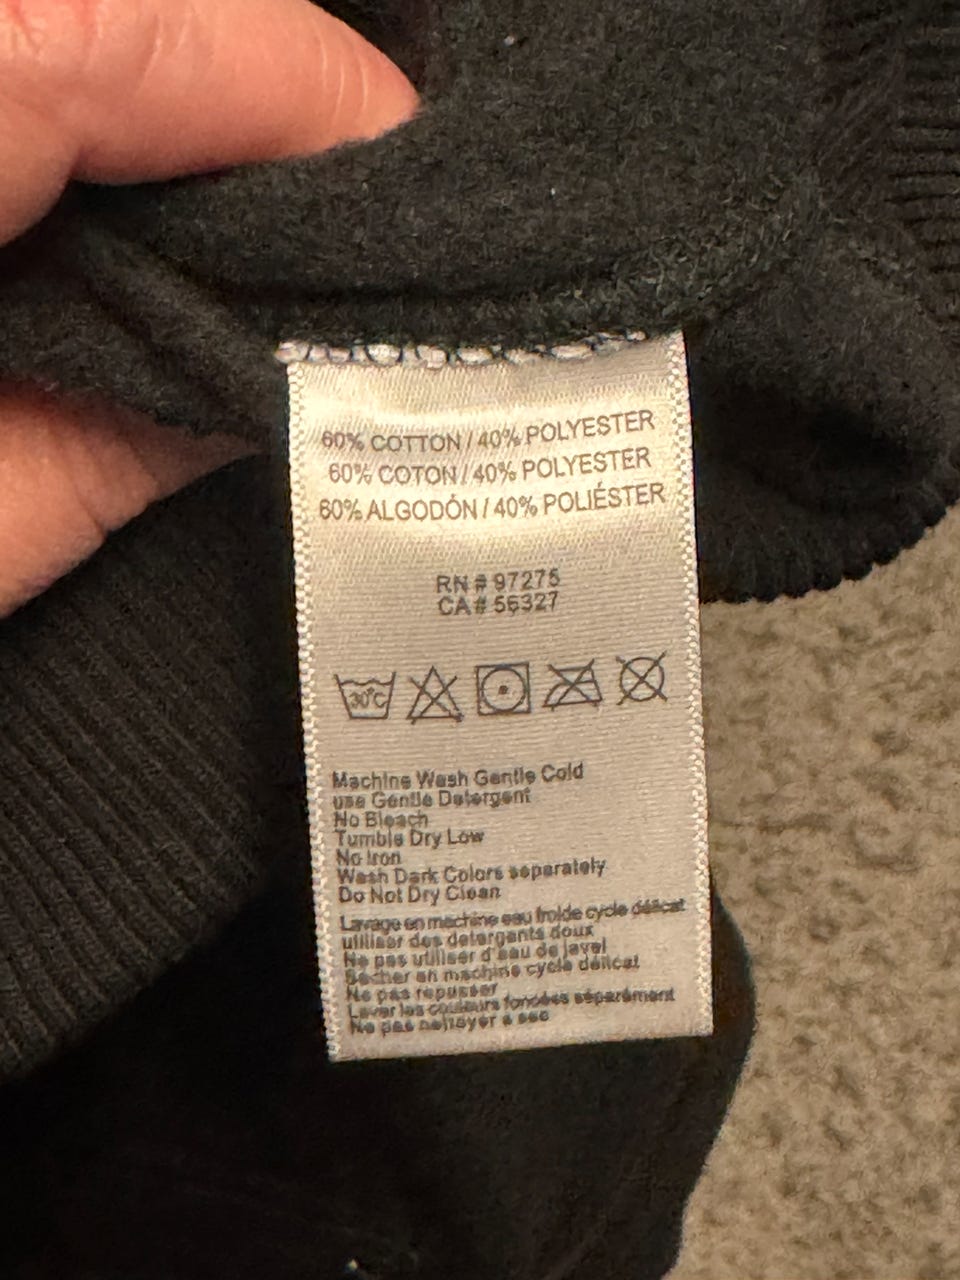 60% COTTON / 40% POLYESTER
60% COTON / 40% POLYESTER
60% ALGODÓN / 40% POLIÉSTER
RN # 97275
CA # 56327
30°C
Machine Wash Gentle Cold
use Gentle Detergent
No Bleach
Tumble Dry Low
No Iron
Wash Dark Colors separately
Do Not Dry Clean
Lavage en machine eau froide cycle délicat
utiliser des detergents doux
Ne pas utiliser d'eau de javel
Sécher en machine cycle délicat
Ne pas repasser
Laver les couleurs foncées séparément
Ne pas nettoyer a sec